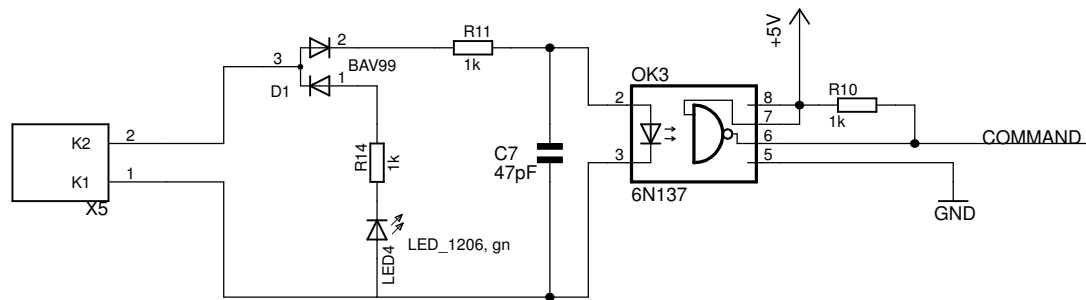 +5V
R11
2
3
BAV99
1k
OK3
D1
1
2
8
R10
7
1k
K2
2
6
COMMAND
R14
1k
C7
47pF
3
5
K1
1
X5
6N137
GND
LED4
LED_1206, gn